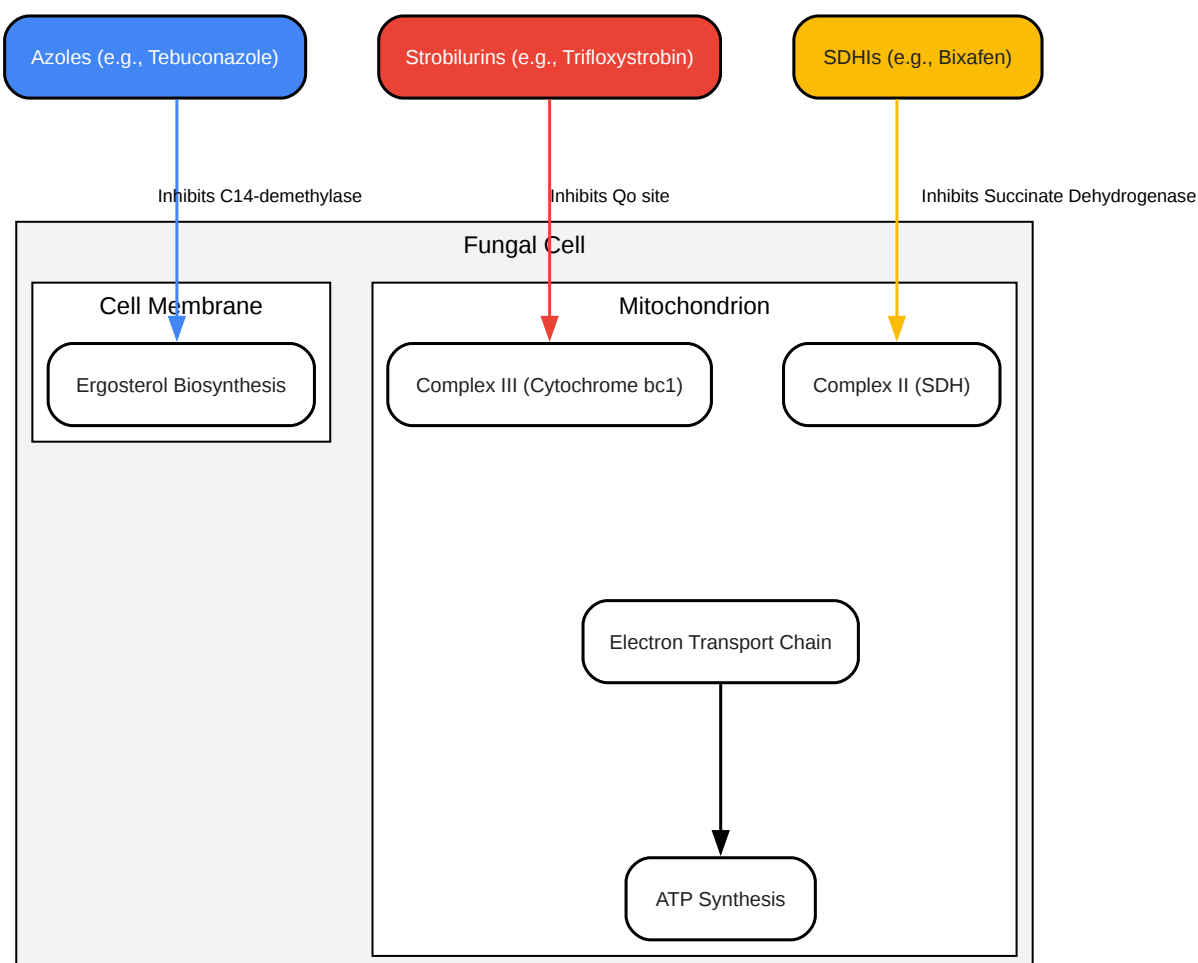 Azoles (e.g., Tebuconazole)
Strobilurins (e.g., Trifloxystrobin)
SDHIs (e.g., Bixafen)
Inhibits C14-demethylase
Inhibits Qo site
Inhibits Succinate Dehydrogenase
Fungal Cell
Cell Membrane
Mitochondrion
Ergosterol Biosynthesis
Complex III (Cytochrome bc1)
Complex II (SDH)
Electron Transport Chain
ATP Synthesis